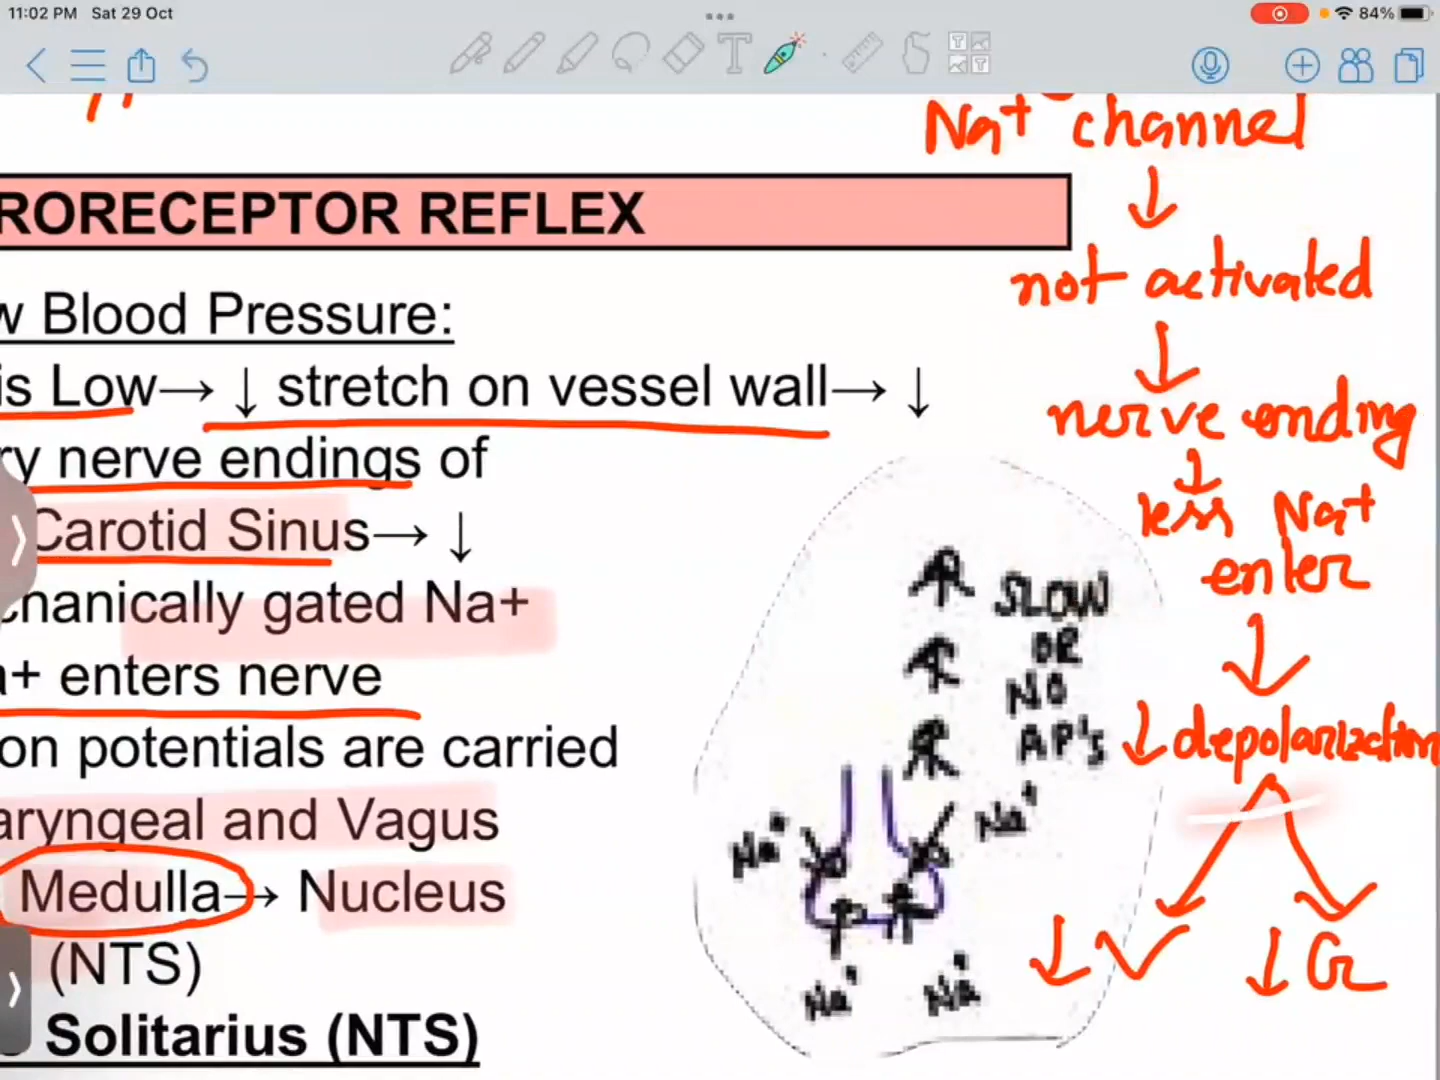 11:02 PM Sat 29 Oct
84%
Na+ channel
↓
RORECEPTOR REFLEX
not activated
↓
w Blood Pressure:
is Low→ ↓ stretch on vessel wall→ ↓
nerve ending
↓
ry nerve endings of
less Na+
enter
↓
Carotid Sinus→ ↓
chanically gated Na+
SLOW
OR
NO
AP's
a+ enters nerve
↓ depolarization
on potentials are carried
aryngeal and Vagus
Na+
Na+
Medulla→ Nucleus
↓ V
↓ Gz
(NTS)
Na+
Na+
Solitarius (NTS)